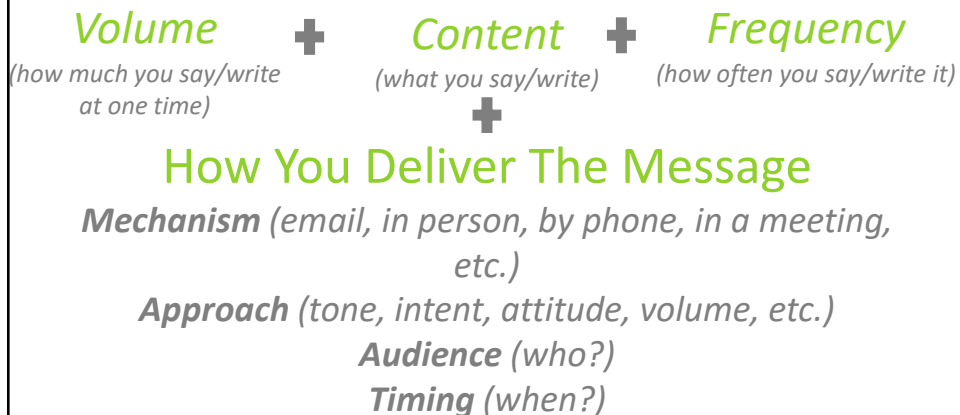 Volume + Content + Frequency
(how much you say/write (what you say/write) (how often you say/write it)
at one time)
+
How You Deliver The Message
Mechanism (email, in person, by phone, in a meeting,
etc.)
Approach (tone, intent, attitude, volume, etc.)
Audience (who?)
Timing (when?)